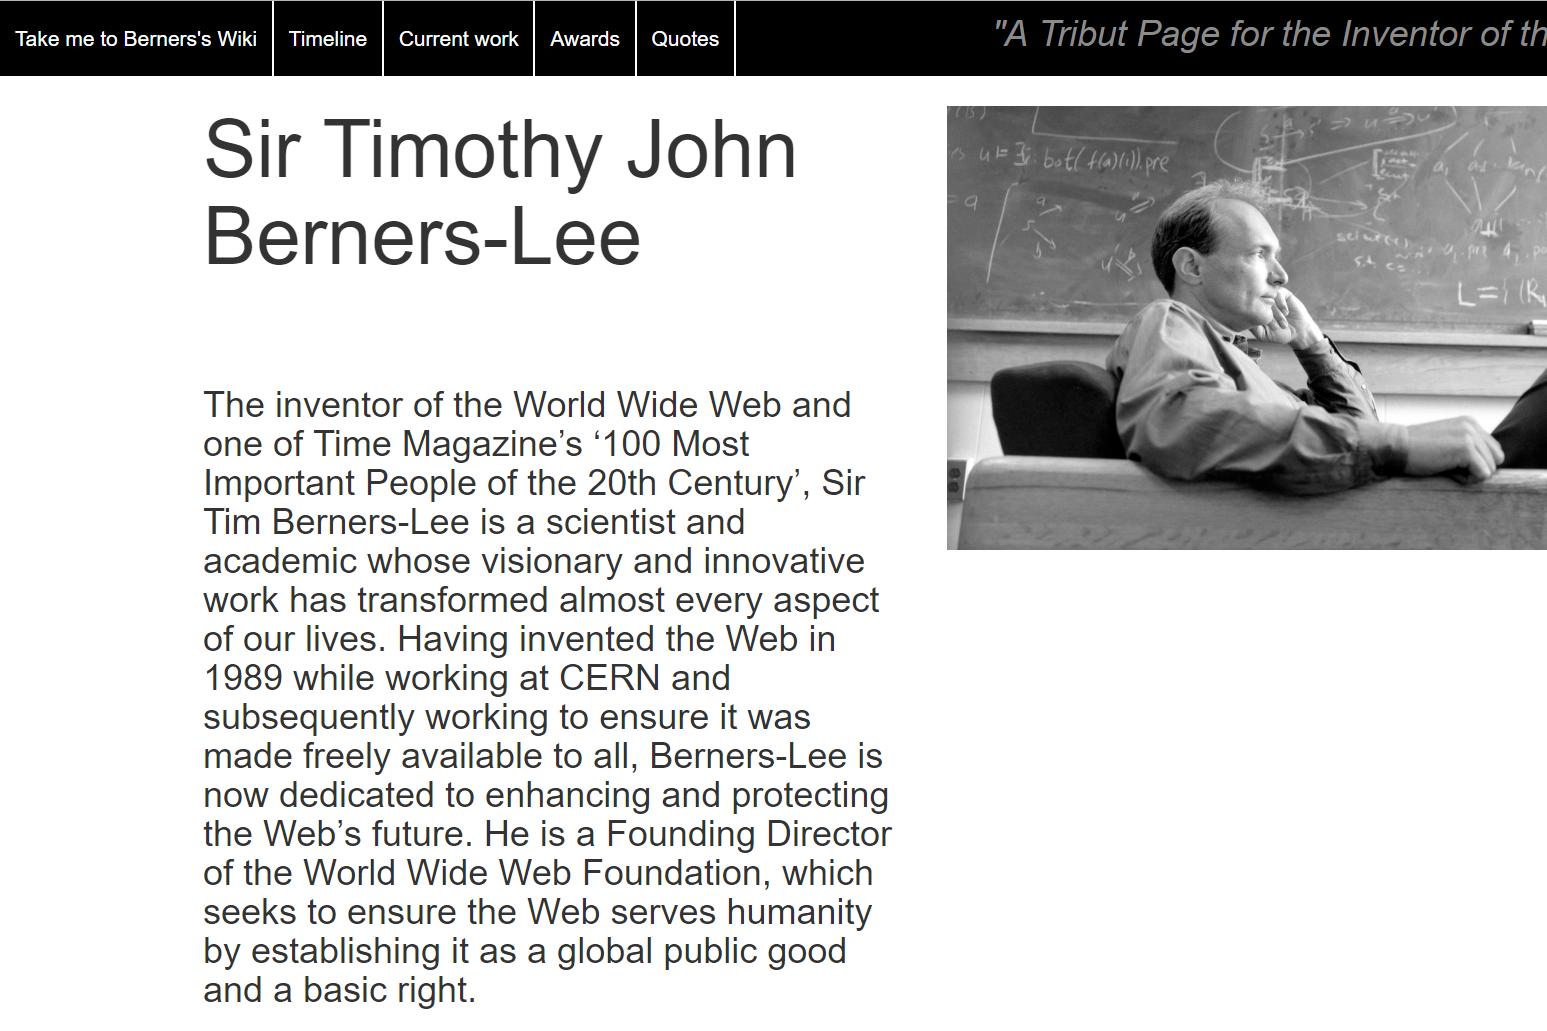 Take me to Berners's Wiki Timeline Current work Awards Quotes
"A Tribut Page for the Inventor of th
Sir Timothy John
Berners-Lee
The inventor of the World Wide Web and
one of Time Magazine’s ‘100 Most
Important People of the 20th Century’, Sir
Tim Berners-Lee is a scientist and
academic whose visionary and innovative
work has transformed almost every aspect
of our lives. Having invented the Web in
1989 while working at CERN and
subsequently working to ensure it was
made freely available to all, Berners-Lee is
now dedicated to enhancing and protecting
the Web’s future. He is a Founding Director
of the World Wide Web Foundation, which
seeks to ensure the Web serves humanity
by establishing it as a global public good
and a basic right.